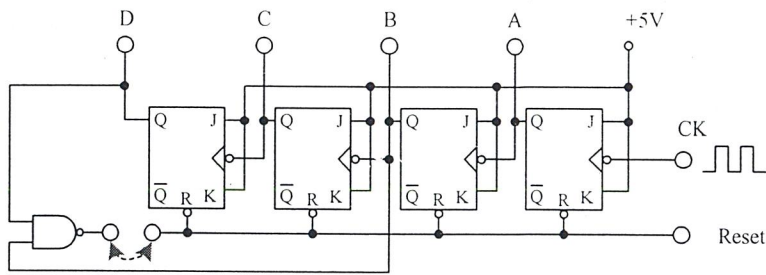 D C B A +5V
Q J Q J Q J Q J CK
Q̅ R K Q̅ R K Q̅ R K Q̅ R K
Reset